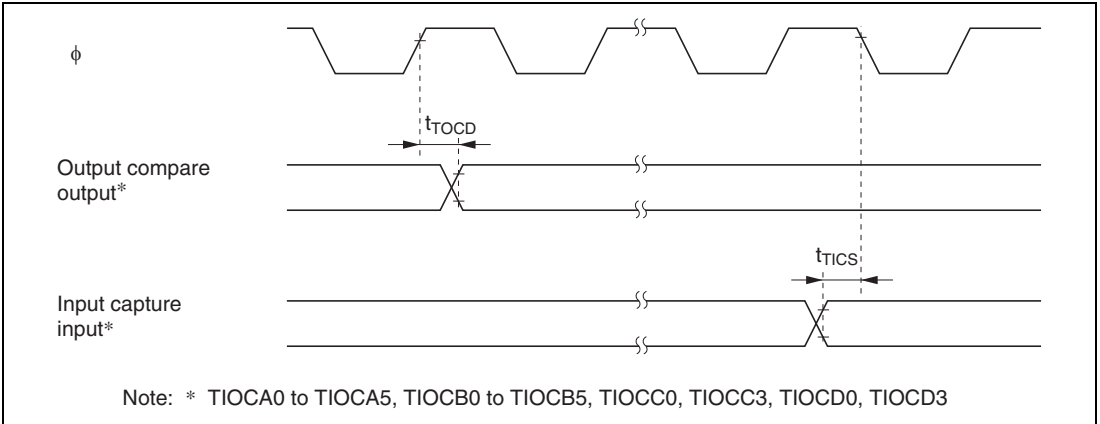 ϕ
tTOCD
Output compare
output*
tTICS
Input capture
input*
Note: * TIOCA0 to TIOCA5, TIOCB0 to TIOCB5, TIOCC0, TIOCC3, TIOCD0, TIOCD3